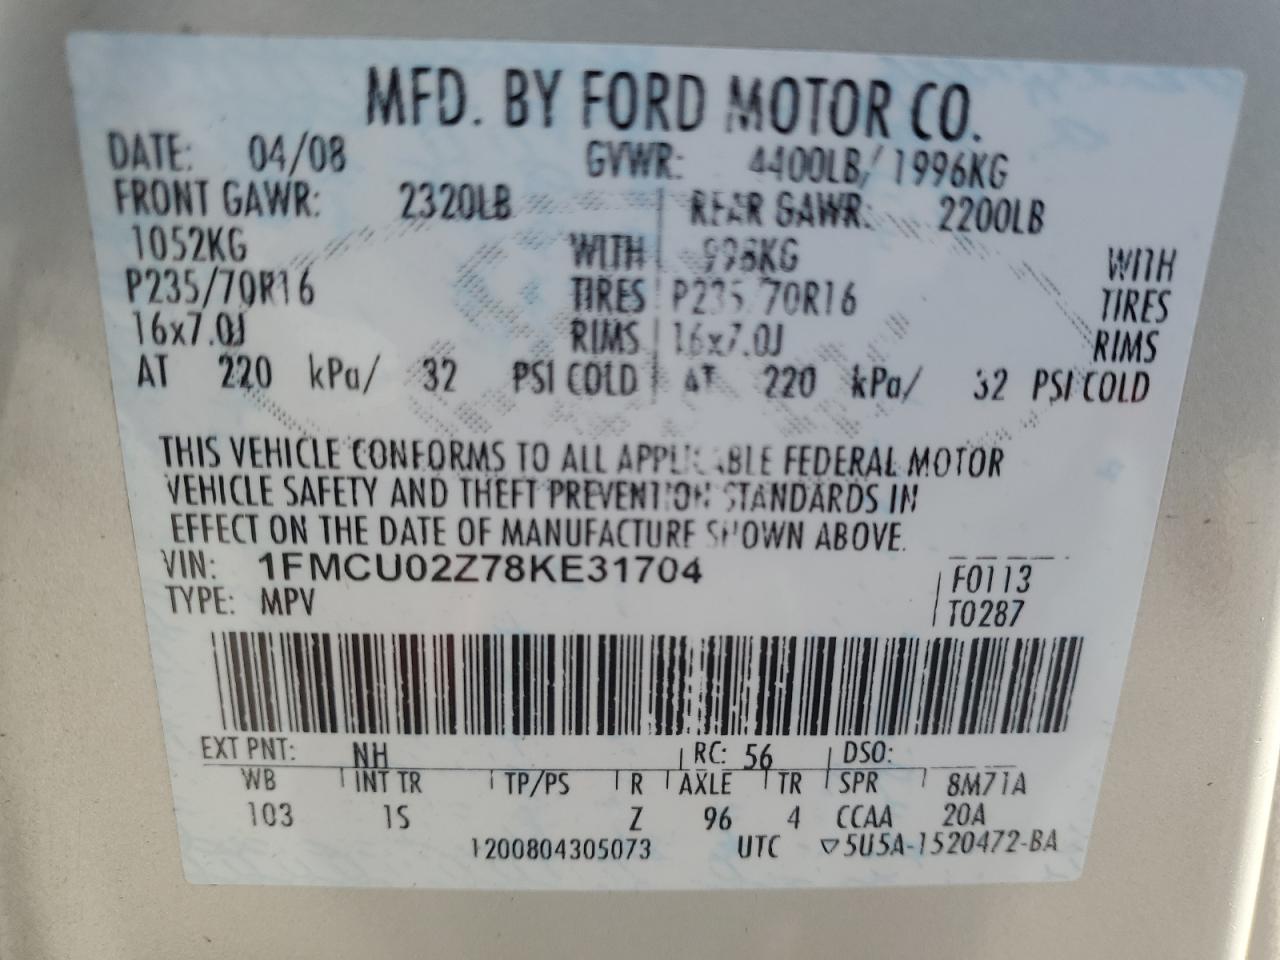 MFD. BY FORD MOTOR CO.
DATE: 04/08 GVWR: 4400LB/ 1996KG
FRONT GAWR: 2320LB REAR GAWR: 2200LB
1052KG WITH 998KG WITH
P235/70R16 TIRES P235/70R16 TIRES
16x7.0J RIMS 16x7.0J RIMS
AT 220 kPa/ 32 PSI COLD AT 220 kPa/ 32 PSI COLD
THIS VEHICLE CONFORMS TO ALL APPLICABLE FEDERAL MOTOR
VEHICLE SAFETY AND THEFT PREVENTION STANDARDS IN
EFFECT ON THE DATE OF MANUFACTURE SHOWN ABOVE.
VIN: 1FMCU02Z78KE31704
TYPE: MPV
F0113
T0287
EXT PNT: NH RC: 56 DSO:
WB INT TR TP/PS R AXLE TR SPR 8M71A
103 1S Z 96 4 CCAA 20A
1200804305073 UTC ▽5U5A-1520472-BA